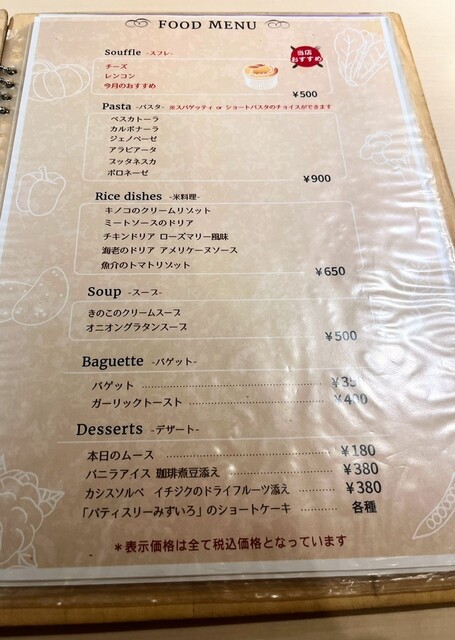 FOOD MENU
Souffle -スフレ-
当店
おすすめ
チーズ
レンコン
今月のおすすめ
¥500
Pasta -パスタ- ※スパゲッティ or ショートパスタのチョイスができます
ペスカトーラ
カルボナーラ
ジェノベーゼ
アラビアータ
プッタネスカ
ボロネーゼ
¥900
Rice dishes -米料理-
キノコのクリームリゾット
ミートソースのドリア
チキンドリア ローズマリー風味
海老のドリア アメリケーヌソース
魚介のトマトリゾット
¥650
Soup -スープ-
きのこのクリームスープ
オニオングラタンスープ
¥500
Baguette -バゲット-
バゲット
ガーリックトースト ¥400
Desserts -デザート-
本日のムース ¥180
バニラアイス 珈琲煮豆添え ¥380
カシスソルベ イチジクのドライフルーツ添え ¥380
「パティスリーみずいろ」のショートケーキ 各種
＊表示価格は全て税込価格となっています